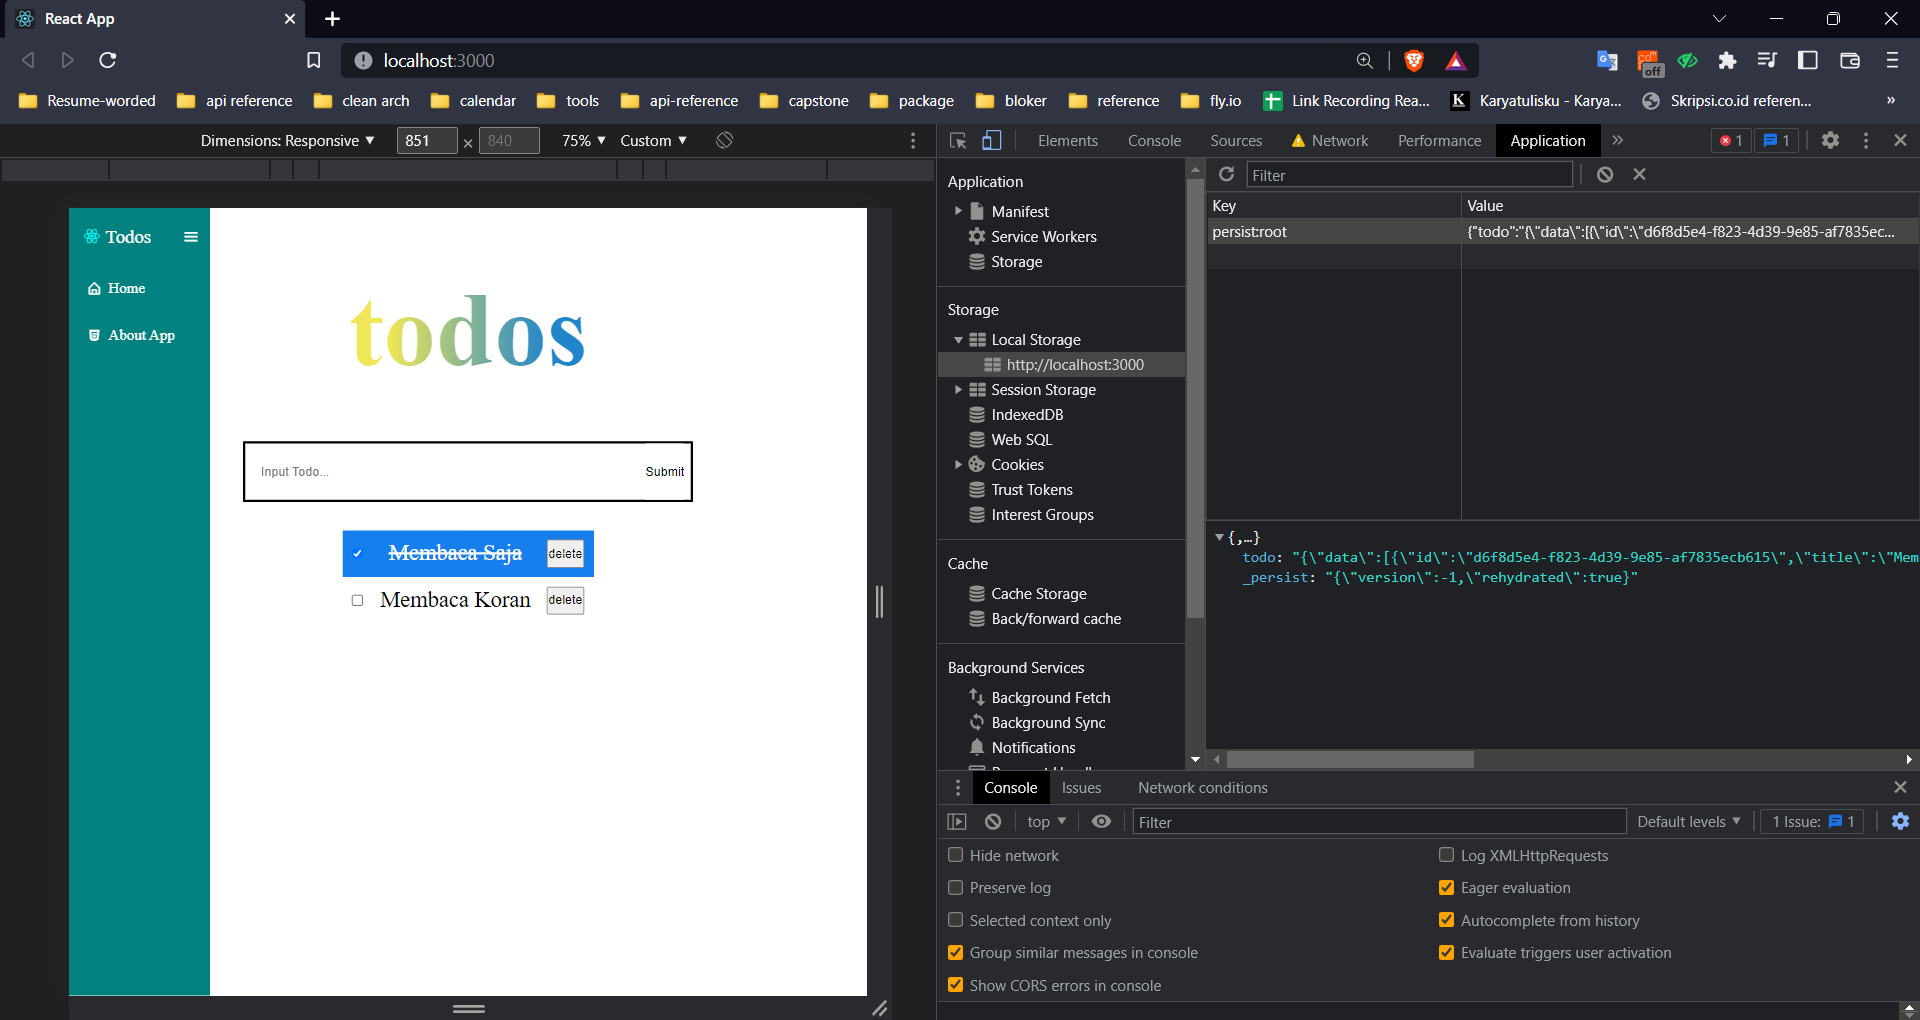 React App
localhost:3000
off
Resume-worded
api reference
clean arch
calendar
tools
api-reference
capstone
package
bloker
reference
fly.io
Link Recording Rea...
Karyatulisku - Karya...
Skripsi.co.id referen...
»
Dimensions: Responsive
851 × 840
75%
Custom
Elements
Console
Sources
Network
Performance
Application
1
1
Todos
Home
About App
todos
Input Todo...
Submit
Membaca Saja
delete
Membaca Koran
delete
Application
Manifest
Service Workers
Storage
Storage
Local Storage
http://localhost:3000
Session Storage
IndexedDB
Web SQL
Cookies
Trust Tokens
Interest Groups
Cache
Cache Storage
Back/forward cache
Background Services
Background Fetch
Background Sync
Notifications
Filter
Key
Value
persist:root
{"todo":"{\"data\":[{\"id\":\"d6f8d5e4-f823-4d39-9e85-af7835ec...
{,…}
todo: "{\"data\":[{\"id\":\"d6f8d5e4-f823-4d39-9e85-af7835ecb615\",\"title\":\"Mem
_persist: "{\"version\":-1,\"rehydrated\":true}"
Console
Issues
Network conditions
top
Filter
Default levels
1 Issue: 1
Hide network
Log XMLHttpRequests
Preserve log
Eager evaluation
Selected context only
Autocomplete from history
Group similar messages in console
Evaluate triggers user activation
Show CORS errors in console